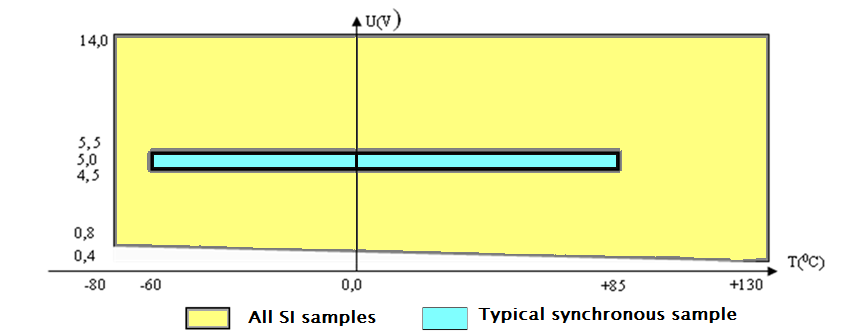 U(V)
14,0
5,5
5,0
4,5
0,8
0,4
T(⁰C)
-80 -60 0,0 +85 +130
All SI samples Typical synchronous sample